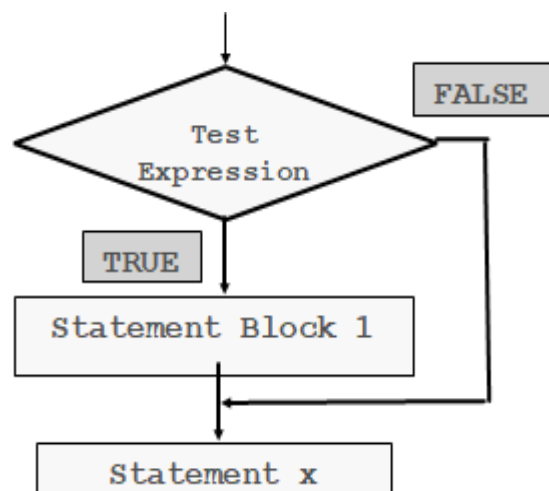 FALSE
Test
Expression
TRUE
Statement Block 1
Statement x